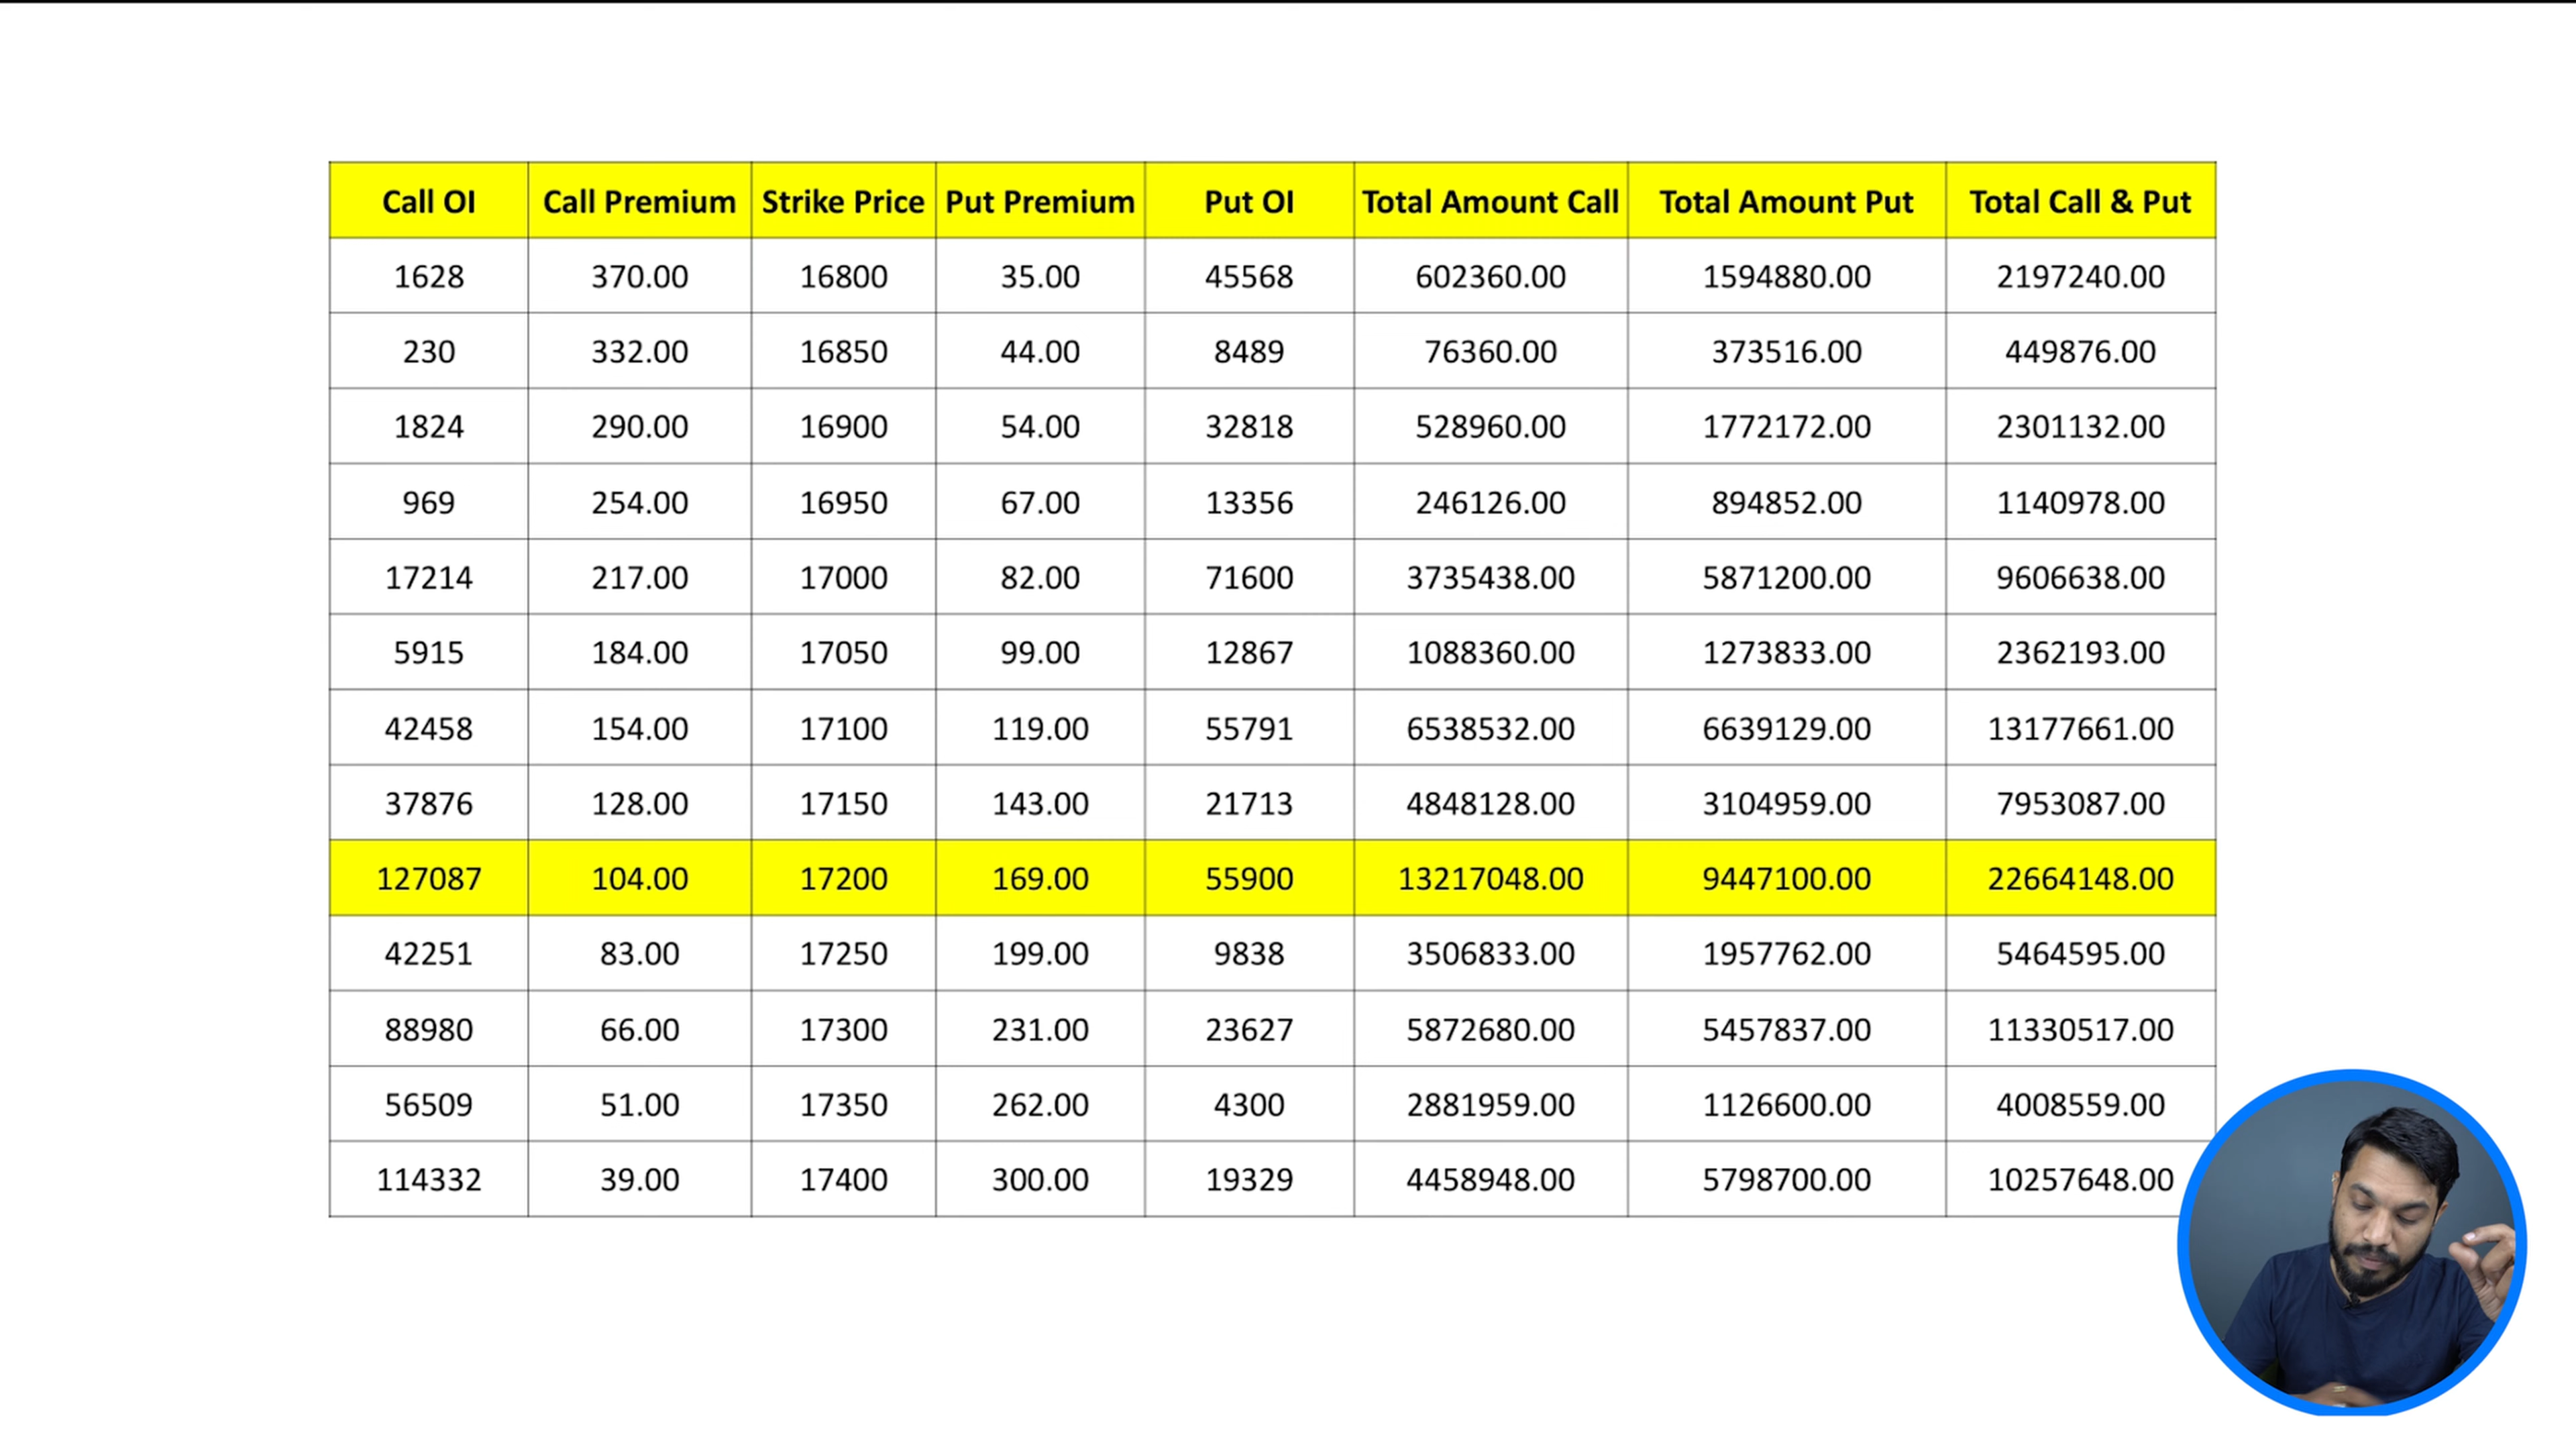 Call OI Call Premium Strike Price Put Premium Put OI Total Amount Call Total Amount Put Total Call & Put
1628 370.00 16800 35.00 45568 602360.00 1594880.00 2197240.00
230 332.00 16850 44.00 8489 76360.00 373516.00 449876.00
1824 290.00 16900 54.00 32818 528960.00 1772172.00 2301132.00
969 254.00 16950 67.00 13356 246126.00 894852.00 1140978.00
17214 217.00 17000 82.00 71600 3735438.00 5871200.00 9606638.00
5915 184.00 17050 99.00 12867 1088360.00 1273833.00 2362193.00
42458 154.00 17100 119.00 55791 6538532.00 6639129.00 13177661.00
37876 128.00 17150 143.00 21713 4848128.00 3104959.00 7953087.00
127087 104.00 17200 169.00 55900 13217048.00 9447100.00 22664148.00
42251 83.00 17250 199.00 9838 3506833.00 1957762.00 5464595.00
88980 66.00 17300 231.00 23627 5872680.00 5457837.00 11330517.00
56509 51.00 17350 262.00 4300 2881959.00 1126600.00 4008559.00
114332 39.00 17400 300.00 19329 4458948.00 5798700.00 10257648.00